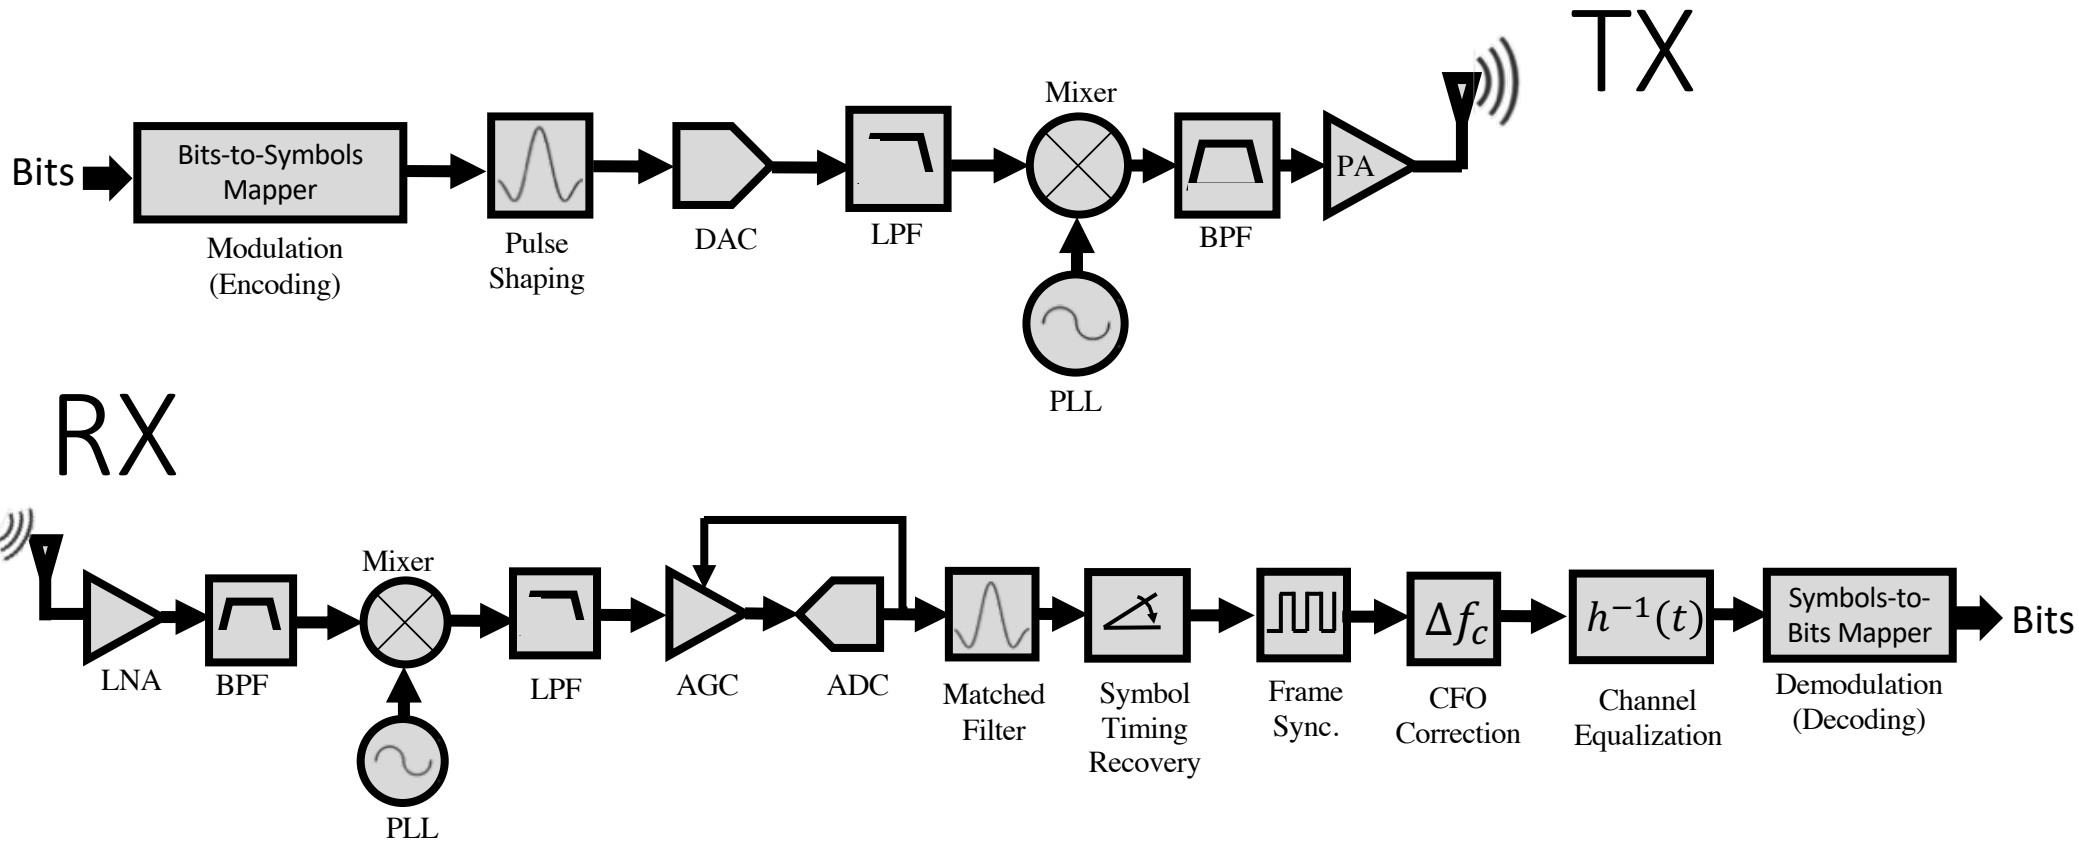 TX
Bits
Bits-to-Symbols
Mapper
Modulation
(Encoding)
Pulse
Shaping
DAC
LPF
Mixer
PLL
BPF
PA
RX
LNA
BPF
Mixer
PLL
LPF
AGC
ADC
Matched
Filter
Symbol
Timing
Recovery
Frame
Sync.
Δf_c
CFO
Correction
h⁻¹(t)
Channel
Equalization
Symbols-to-
Bits Mapper
Demodulation
(Decoding)
Bits